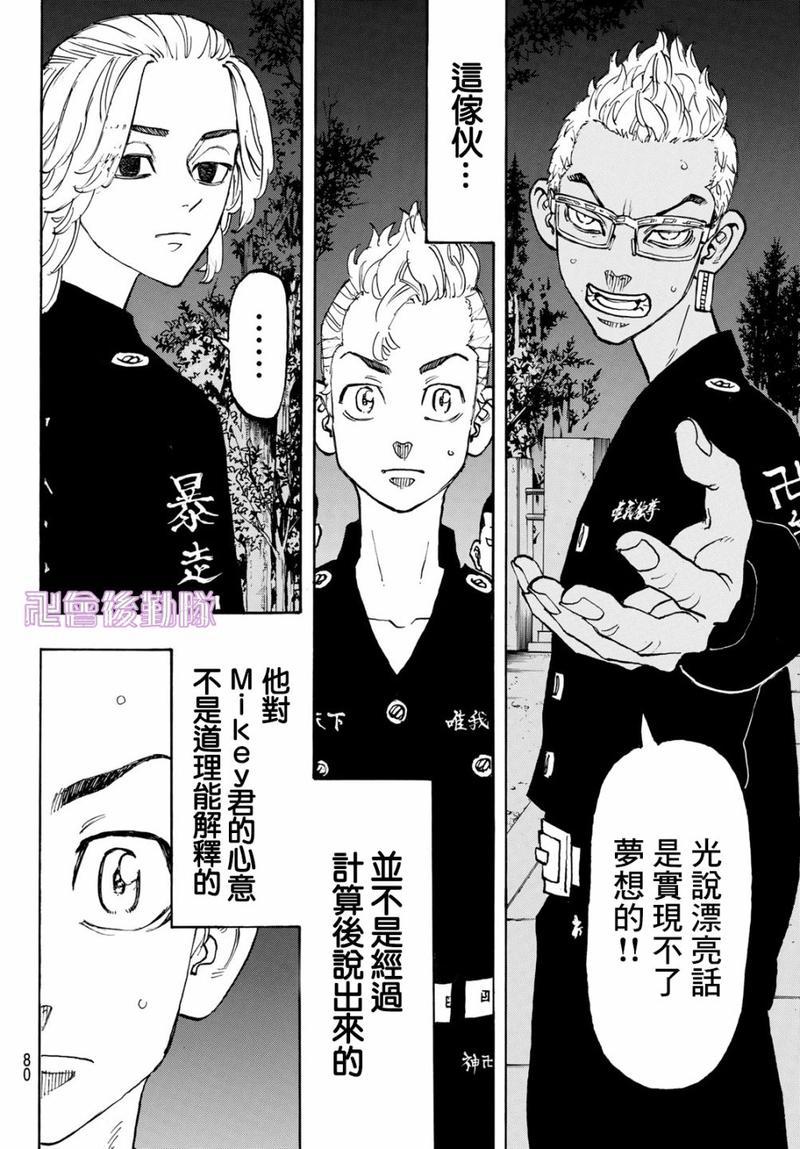 光說漂亮話
是實現不了
夢想的!!
這傢伙…
並不是經過
計算後說出來的
……
他對
Mikey君的心意
不是道理能解釋的
暴走
天下
唯我
卍
神卍
卍會後勤隊
80